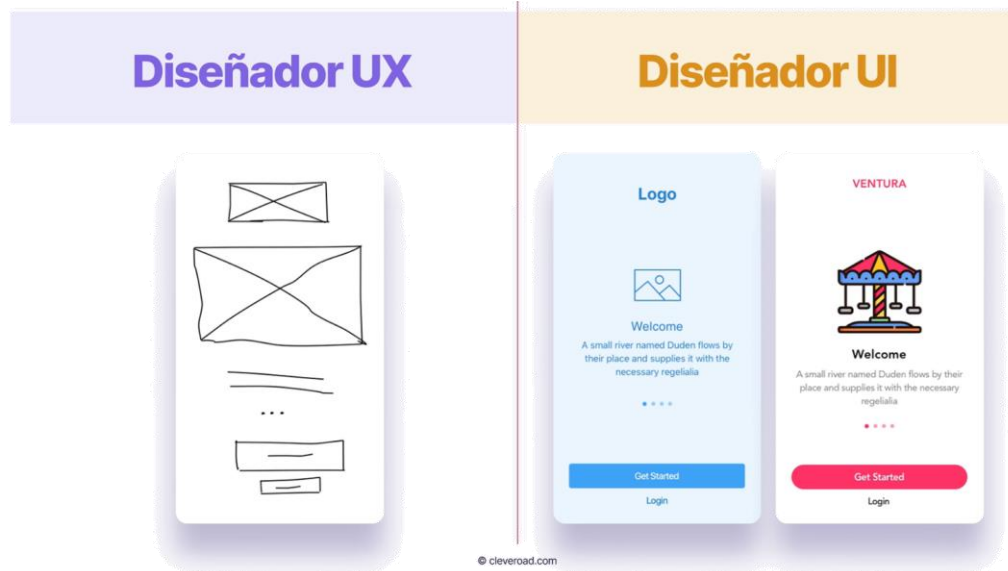 Diseñador UX
Diseñador UI
Logo
Welcome
A small river named Duden flows by
their place and supplies it with the
necessary regelialia
Get Started
Login
VENTURA
Welcome
A small river named Duden flows by their
place and supplies it with the necessary
regelialia
Get Started
Login
© cleveroad.com